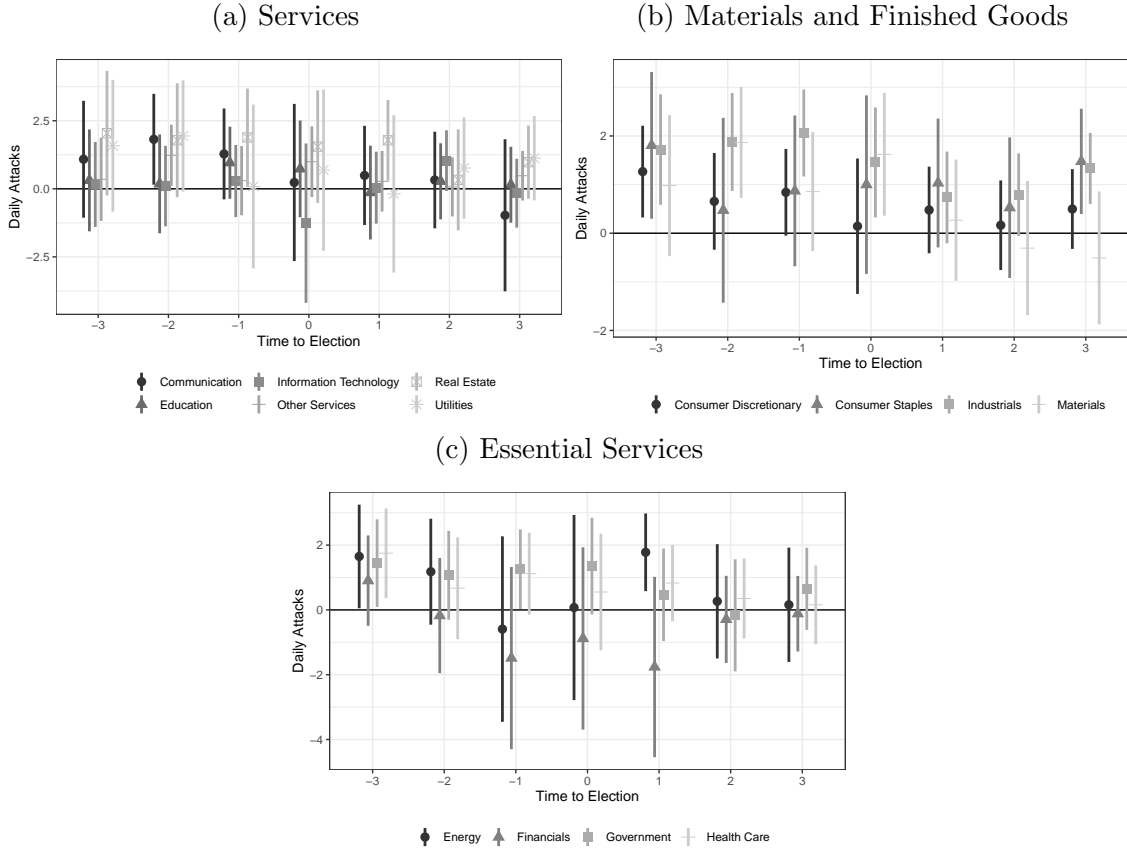 (a) Services
2.5
0.0
−2.5
Daily Attacks
−3 −2 −1 0 1 2 3
Time to Election
Communication Information Technology Real Estate
Education Other Services Utilities
(b) Materials and Finished Goods
2
0
−2
Daily Attacks
−3 −2 −1 0 1 2 3
Time to Election
Consumer Discretionary Consumer Staples Industrials Materials
(c) Essential Services
2
0
−2
−4
Daily Attacks
−3 −2 −1 0 1 2 3
Time to Election
Energy Financials Government Health Care